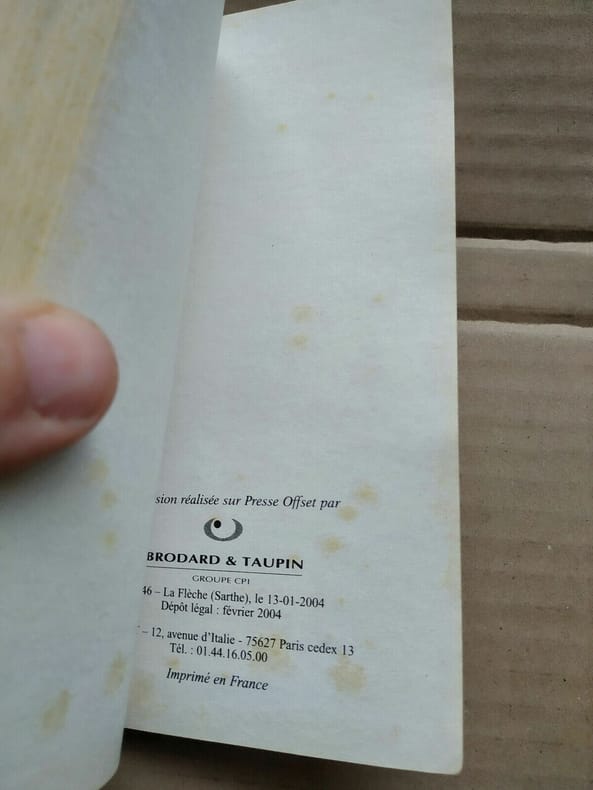 sion réalisée sur Presse Offset par
BRODARD & TAUPIN
GROUPE CPI
46 – La Flèche (Sarthe), le 13-01-2004
Dépôt légal : février 2004
– 12, avenue d'Italie - 75627 Paris cedex 13
Tél. : 01.44.16.05.00
Imprimé en France